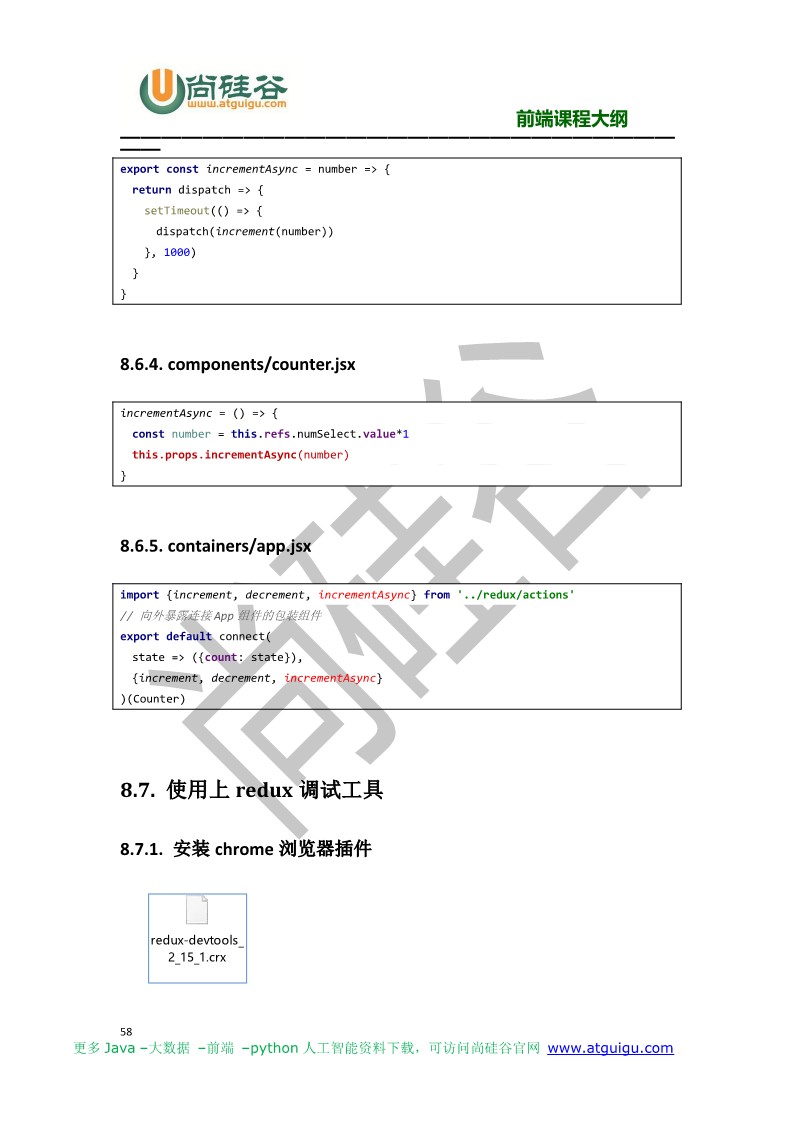 尚硅谷
www.atguigu.com
前端课程大纲
export const incrementAsync = number => {
return dispatch => {
setTimeout(() => {
dispatch(increment(number))
}, 1000)
}
}
8.6.4. components/counter.jsx
incrementAsync = () => {
const number = this.refs.numSelect.value*1
this.props.incrementAsync(number)
}
8.6.5. containers/app.jsx
import {increment, decrement, incrementAsync} from '../redux/actions'
// 向外暴露连接 App 组件的包装组件
export default connect(
state => ({count: state}),
{increment, decrement, incrementAsync}
)(Counter)
8.7. 使用上 redux 调试工具
8.7.1. 安装 chrome 浏览器插件
redux-devtools_
2_15_1.crx
58
更多 Java –大数据 –前端 –python 人工智能资料下载，可访问尚硅谷官网 www.atguigu.com
尚硅谷